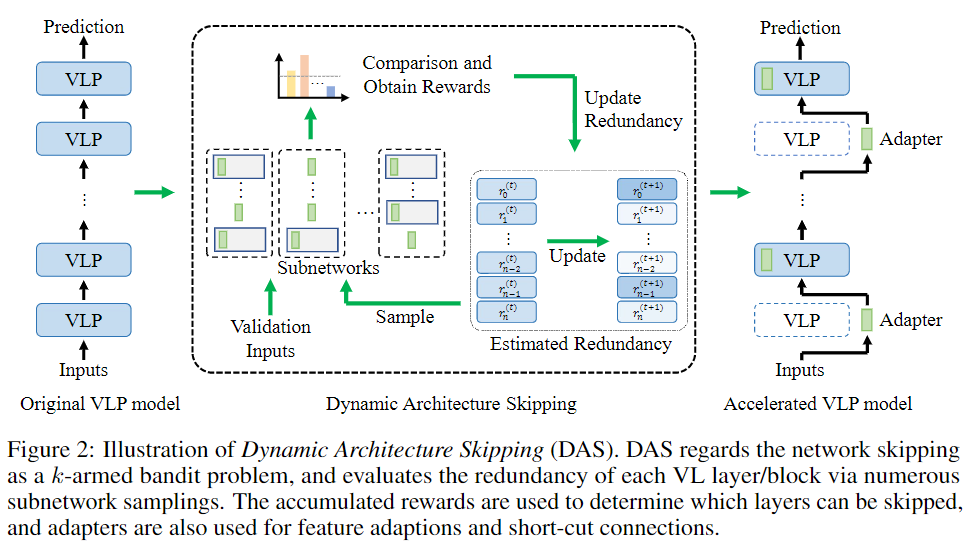 Prediction
VLP
VLP
⋮
VLP
VLP
Inputs
Original VLP model
Comparison and
Obtain Rewards
...
Update
Redundancy
⋮
⋮
...
⋮
Subnetworks
Validation
Inputs
Sample
r_0^(t)
r_1^(t)
⋮
r_{n-2}^(t)
r_{n-1}^(t)
r_n^(t)
Update
r_0^(t+1)
r_1^(t+1)
⋮
r_{n-2}^(t+1)
r_{n-1}^(t+1)
r_n^(t+1)
Estimated Redundancy
Dynamic Architecture Skipping
Prediction
VLP
VLP
Adapter
⋮
VLP
VLP
Adapter
Inputs
Accelerated VLP model
Figure 2: Illustration of Dynamic Architecture Skipping (DAS). DAS regards the network skipping
as a k-armed bandit problem, and evaluates the redundancy of each VL layer/block via numerous
subnetwork samplings. The accumulated rewards are used to determine which layers can be skipped,
and adapters are also used for feature adaptions and short-cut connections.